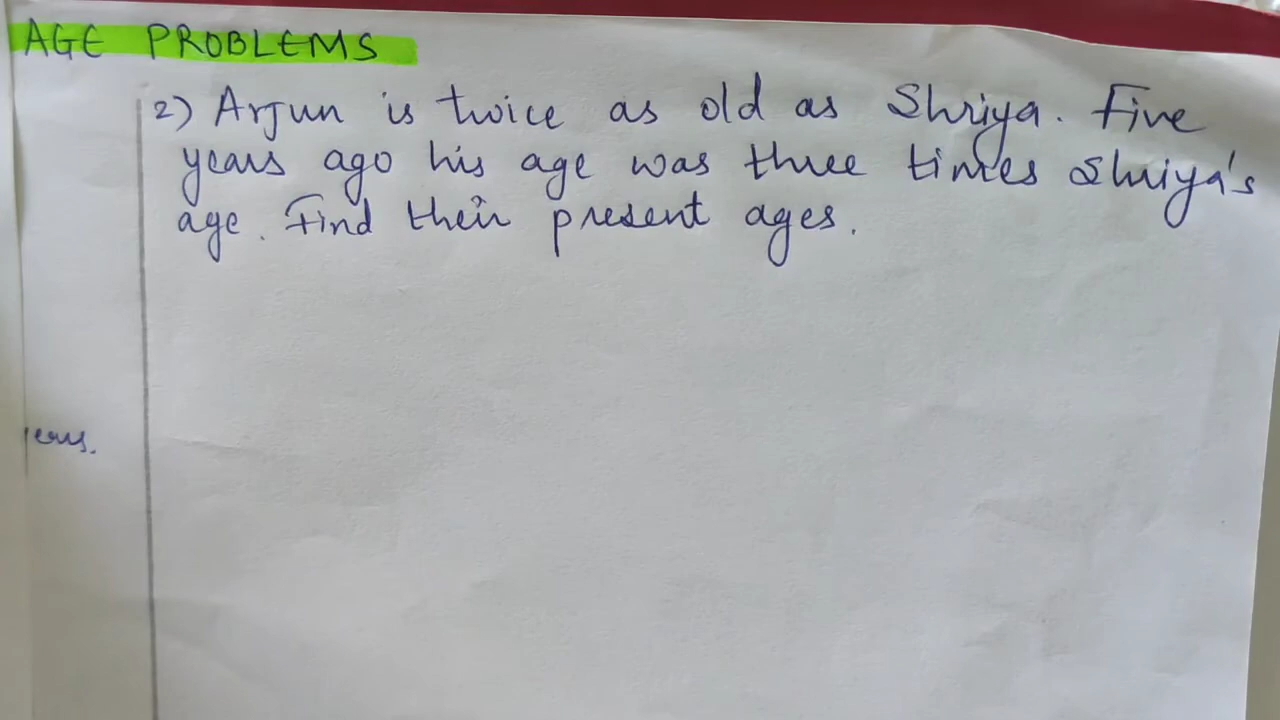 AGE PROBLEMS
2) Arjun is twice as old as Shriya. Five
years ago his age was three times Shriya's
age. Find their present ages.